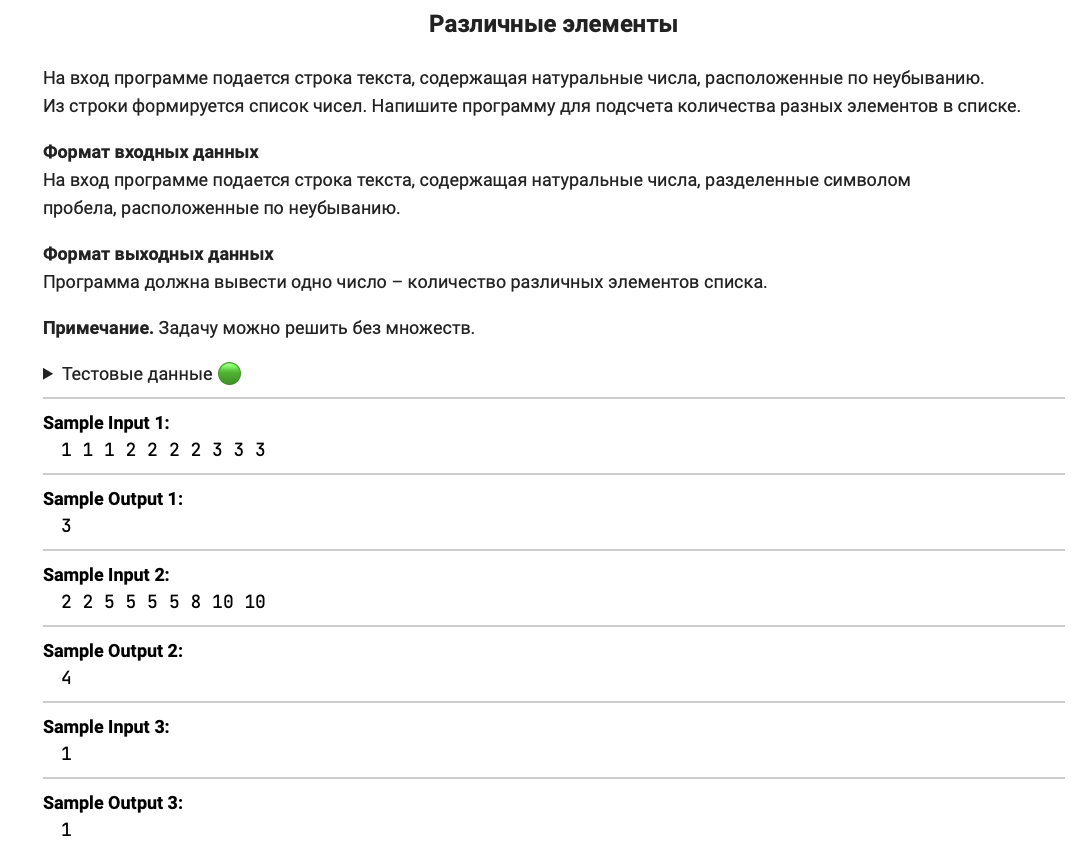 Различные элементы
На вход программе подается строка текста, содержащая натуральные числа, расположенные по неубыванию.
Из строки формируется список чисел. Напишите программу для подсчета количества разных элементов в списке.
Формат входных данных
На вход программе подается строка текста, содержащая натуральные числа, разделенные символом
пробела, расположенные по неубыванию.
Формат выходных данных
Программа должна вывести одно число – количество различных элементов списка.
Примечание. Задачу можно решить без множеств.
Тестовые данные
Sample Input 1:
1 1 1 2 2 2 2 3 3 3
Sample Output 1:
3
Sample Input 2:
2 2 5 5 5 5 8 10 10
Sample Output 2:
4
Sample Input 3:
1
Sample Output 3:
1